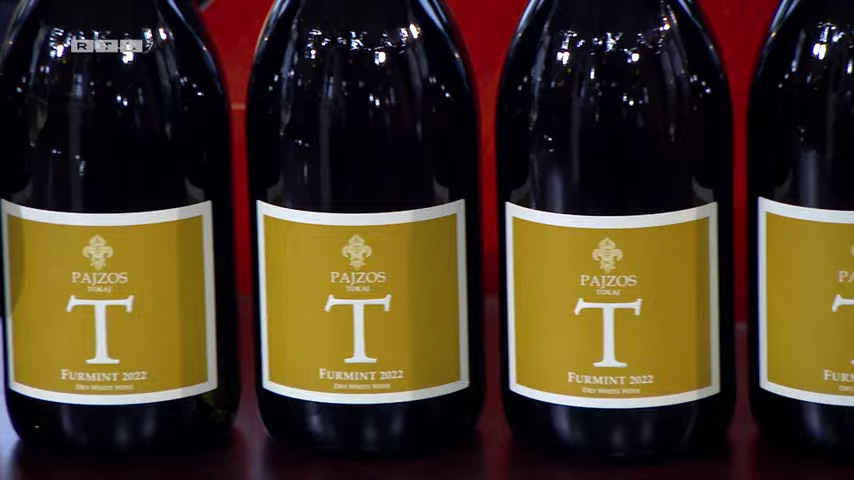 RTL
PAJZOS
TOKAJ
T
FURMINT 2022
DRY WHITE WINE
PAJZOS
TOKAJ
T
FURMINT 2022
DRY WHITE WINE
PAJZOS
TOKAJ
T
FURMINT 2022
DRY WHITE WINE